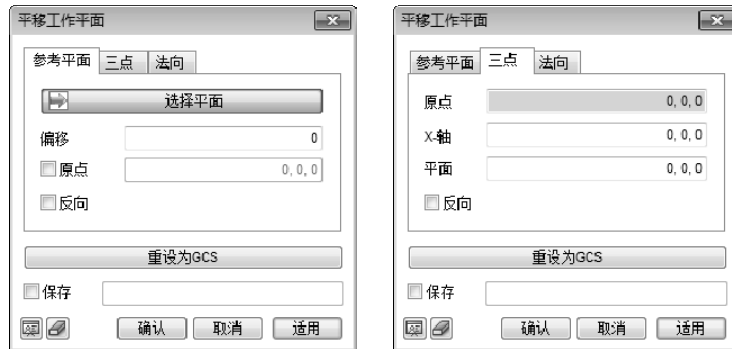 平移工作平面
参考平面 三点 法向
选择平面
偏移 0
原点 0, 0, 0
反向
重设为GCS
保存
确认 取消 适用
平移工作平面
参考平面 三点 法向
原点 0, 0, 0
X-轴 0, 0, 0
平面 0, 0, 0
反向
重设为GCS
保存
确认 取消 适用